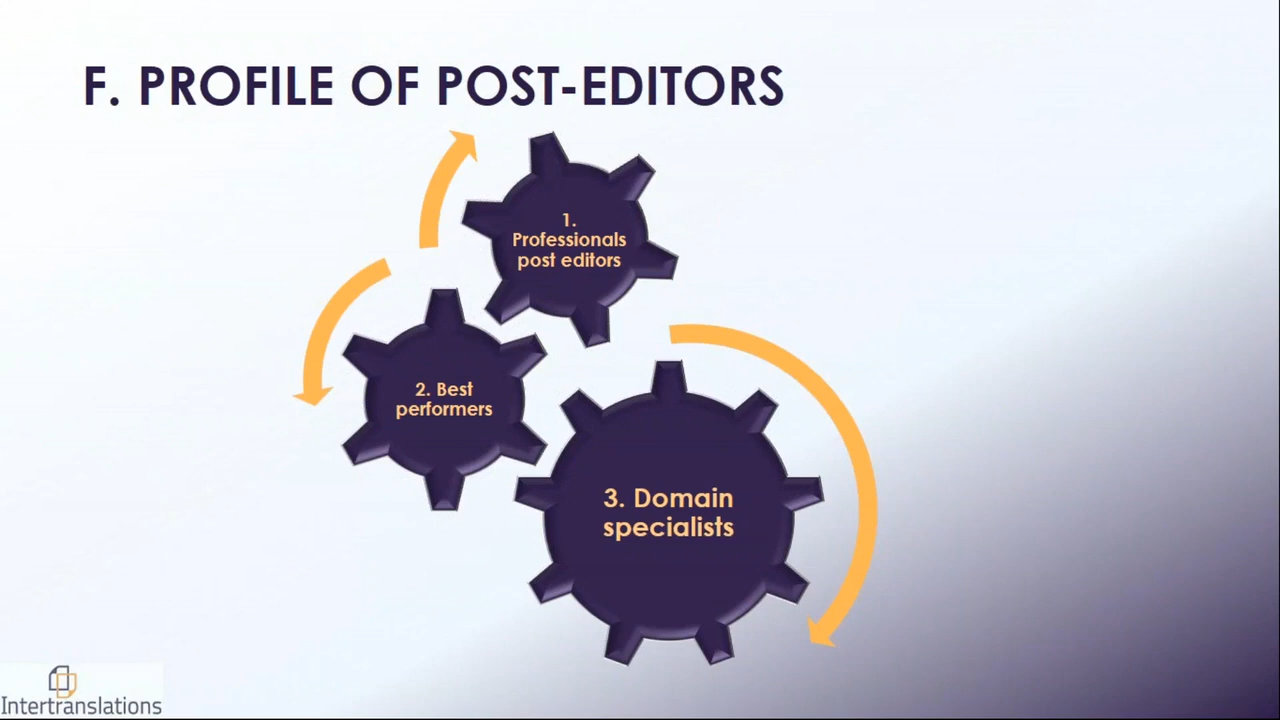 F. PROFILE OF POST-EDITORS
1.
Professionals
post editors
2. Best
performers
3. Domain
specialists
Intertranslations